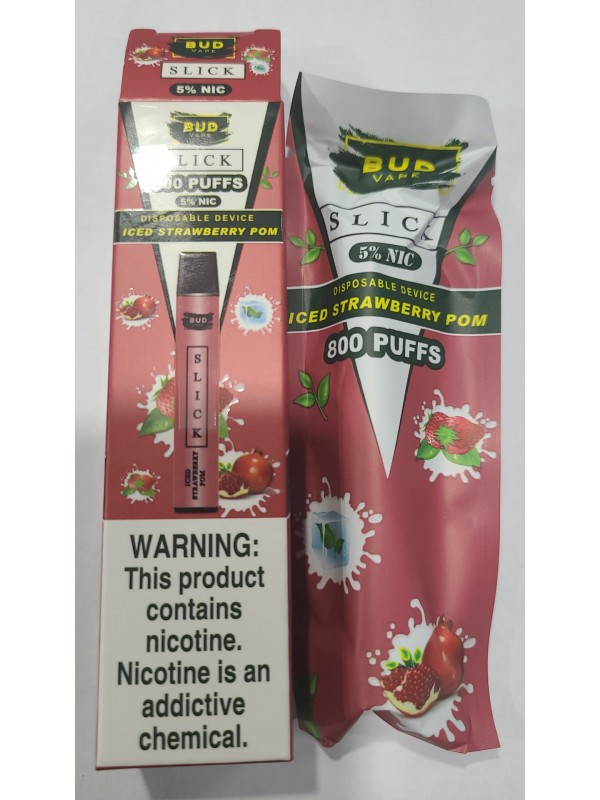 BUD
VAPE
SLICK
5% NIC
BUD
VAPE
SLICK
800 PUFFS
5% NIC
DISPOSABLE DEVICE
ICED STRAWBERRY POM
BUD
SLICK
ICED
STRAWBERRY
POM
WARNING:
This product
contains
nicotine.
Nicotine is an
addictive
chemical.
BUD
VAPE
SLICK
5% NIC
DISPOSABLE DEVICE
ICED STRAWBERRY POM
800 PUFFS